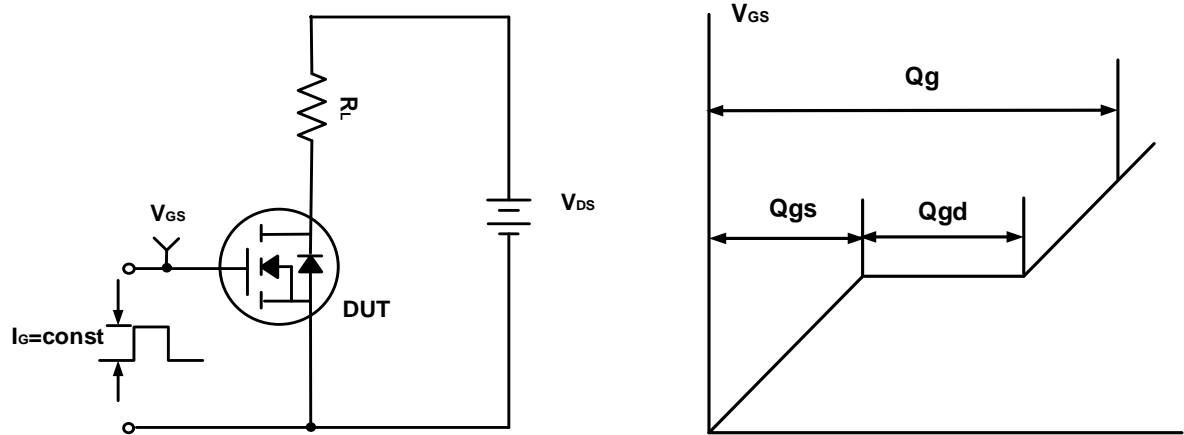 RL
VGS
VDS
DUT
IG=const
VGS
Qg
Qgs
Qgd